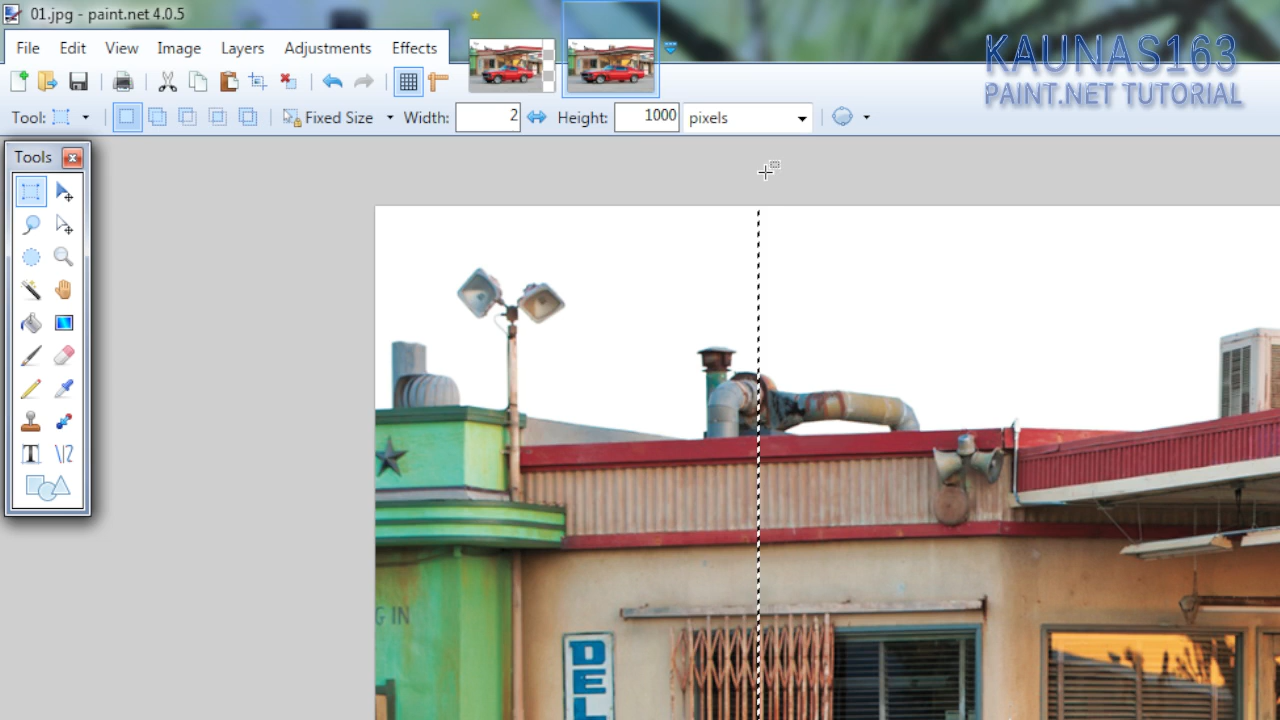 01.jpg - paint.net 4.0.5
File Edit View Image Layers Adjustments Effects
KAUNAS163
PAINT.NET TUTORIAL
Tool: Fixed Size Width: 2 Height: 1000 pixels
Tools
G IN
DEL